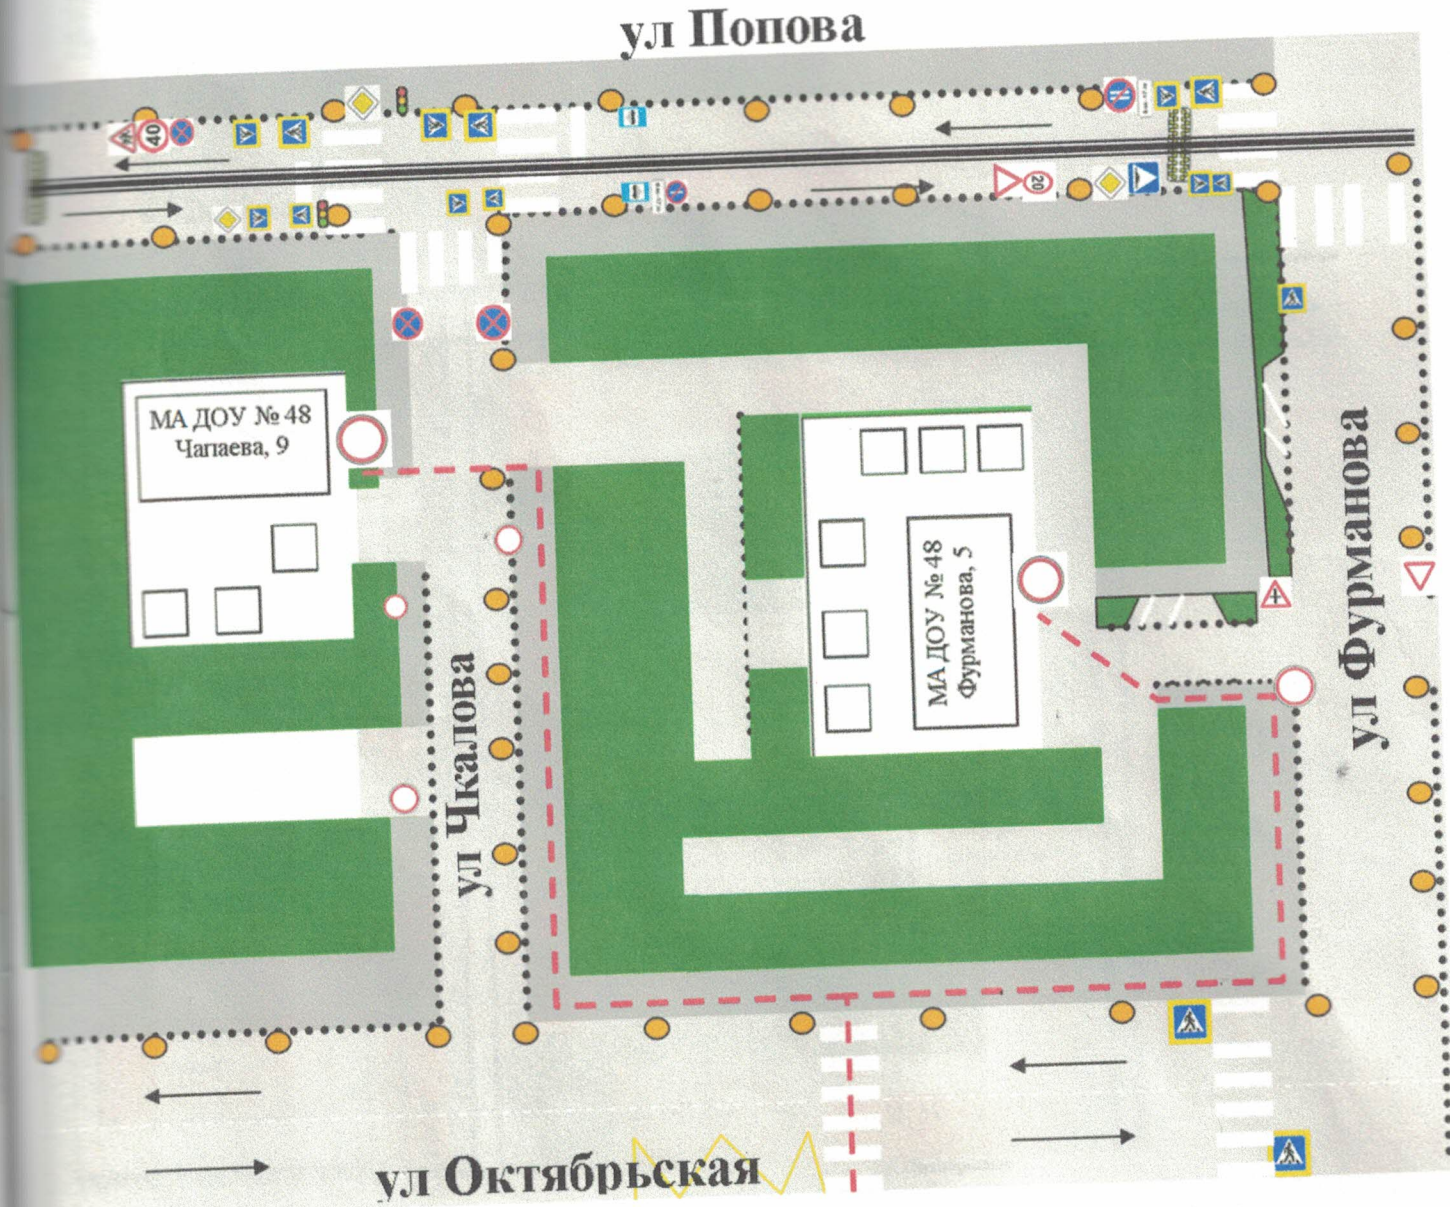 ул Попова
40
20
МА ДОУ № 48
Чапаева, 9
МА ДОУ № 48
Фурманова, 5
ул Чкалова
ул Фурманова
ул Октябрьская